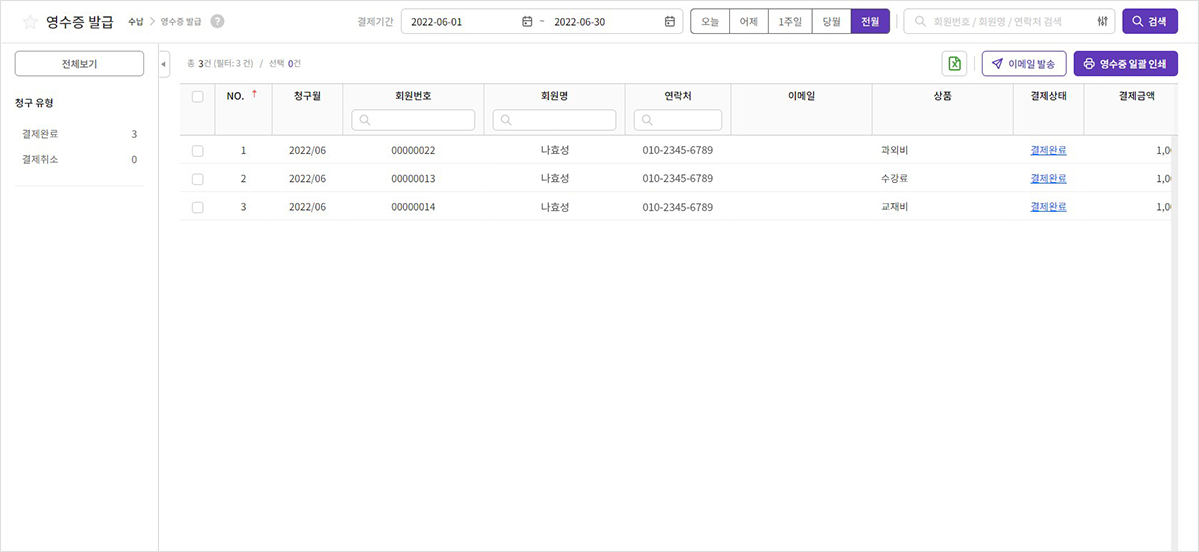 영수증 발급 수납 > 영수증 발급 ?
결제기간 2022-06-01 ~ 2022-06-30 오늘 어제 1주일 당월 전월 회원번호 / 회원명 / 연락처 검색 검색
전체보기
총 3건 (필터: 3 건) / 선택 0건 이메일 발송 영수증 일괄 인쇄
청구 유형
결제완료 3
결제취소 0
NO. ↑ 청구월 회원번호 회원명 연락처 이메일 상품 결제상태 결제금액
1 2022/06 00000022 나효성 010-2345-6789 과외비 결제완료 1,0
2 2022/06 00000013 나효성 010-2345-6789 수강료 결제완료 1,0
3 2022/06 00000014 나효성 010-2345-6789 교재비 결제완료 1,0